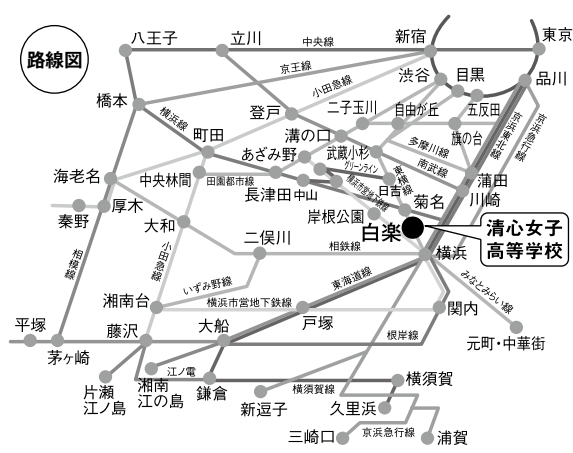 路線図
八王子
立川
中央線
新宿
東京
京王線
小田急線
渋谷
目黒
品川
橋本
横浜線
登戸
二子玉川
自由が丘
五反田
京浜東北線
京浜急行線
町田
溝の口
旗の台
あざみ野
武蔵小杉
多摩川線
グリーンライン
南武線
海老名
中央林間
田園都市線
長津田
中山
横浜市営地下鉄線
日吉
東横線
菊名
蒲田
川崎
秦野
厚木
岸根公園
白楽
清心女子
高等学校
大和
二俣川
相鉄線
横浜
相模線
小田急線
いずみ野線
東海道線
みなとみらい線
湘南台
横浜市営地下鉄線
戸塚
関内
平塚
茅ヶ崎
藤沢
大船
根岸線
元町・中華街
江ノ電
片瀬
江ノ島
湘南
江の島
鎌倉
横須賀線
横須賀
新逗子
久里浜
三崎口
京浜急行線
浦賀